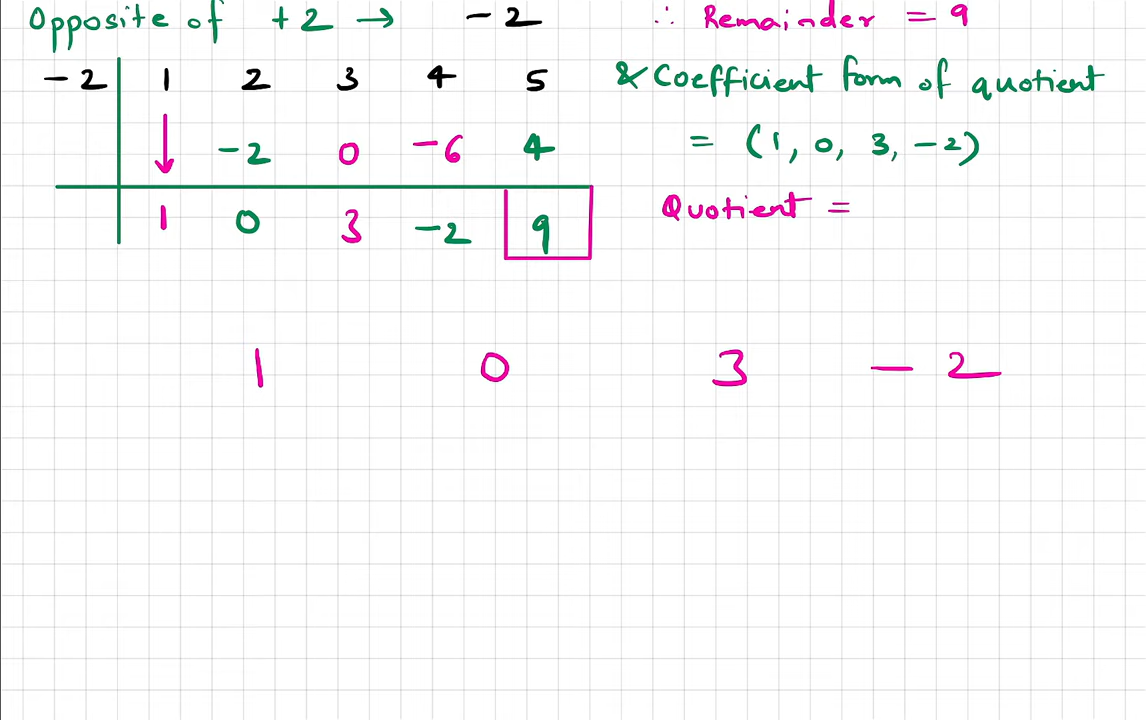 Opposite of +2 → -2
∴ Remainder = 9
-2 1 2 3 4 5
& Coefficient form of quotient
-2 0 -6 4
= (1, 0, 3, -2)
Quotient =
1 0 3 -2 9
1 0 3 - 2